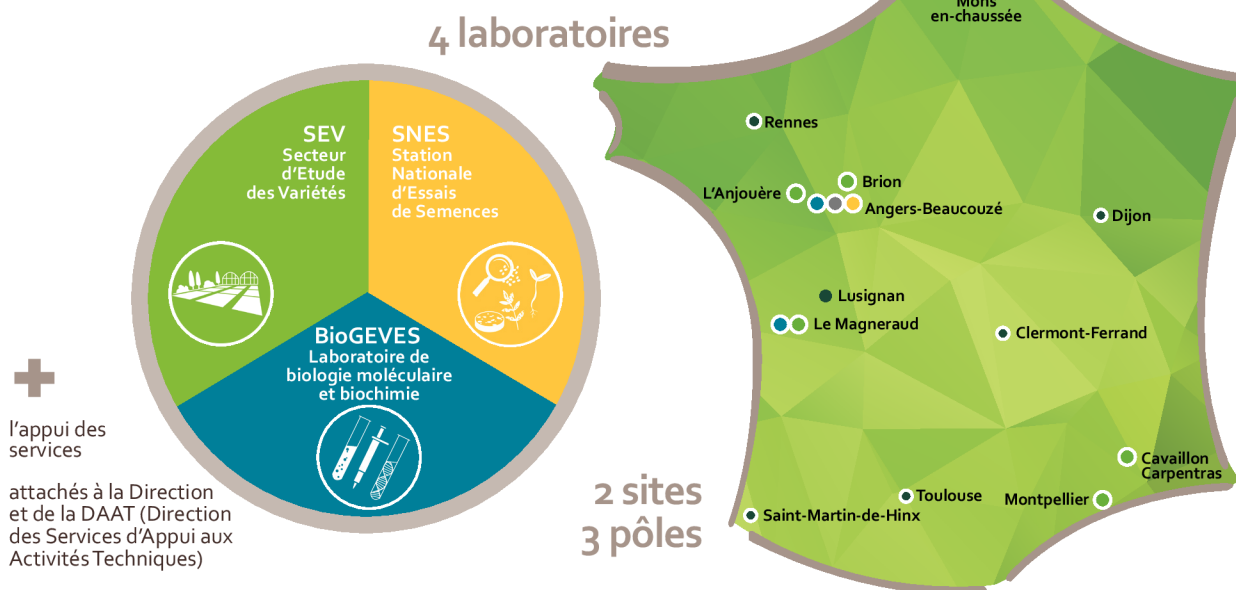 4 laboratoires
SEV
Secteur
d'Etude
des Variétés
SNES
Station
Nationale
d'Essais
de Semences
BioGEVES
Laboratoire de
biologie moléculaire
et biochimie
l'appui des
services
attachés à la Direction
et de la DAAT (Direction
des Services d'Appui aux
Activités Techniques)
2 sites
3 pôles
Mons
en-chaussée
Rennes
Brion
L'Anjouère
Angers-Beaucouzé
Dijon
Lusignan
Le Magneraud
Clermont-Ferrand
Cavaillon
Carpentras
Toulouse
Montpellier
Saint-Martin-de-Hinx